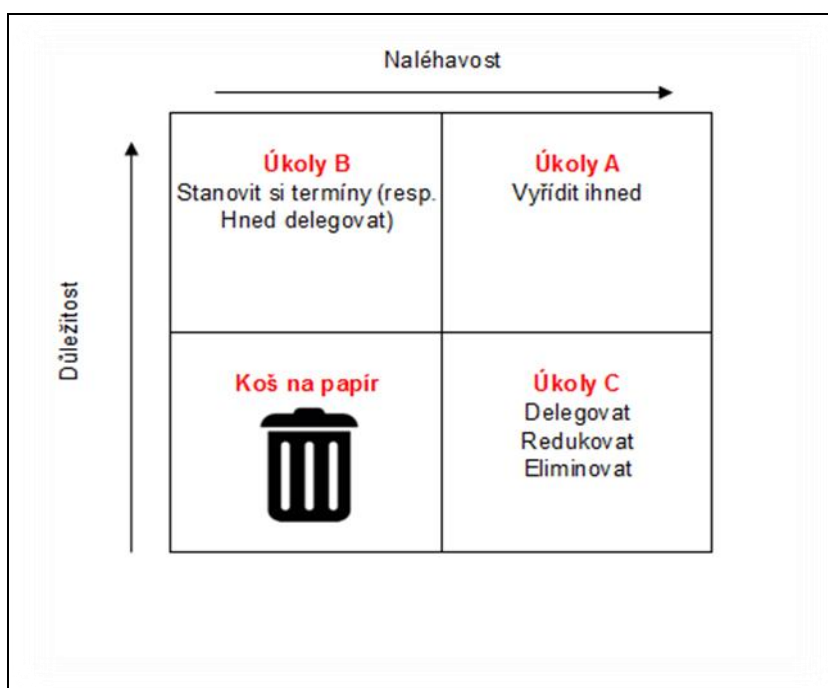 Naléhavost
Důležitost
Úkoly B
Stanovit si termíny (resp.
Hned delegovat)
Úkoly A
Vyřídit ihned
Koš na papír
Úkoly C
Delegovat
Redukovat
Eliminovat